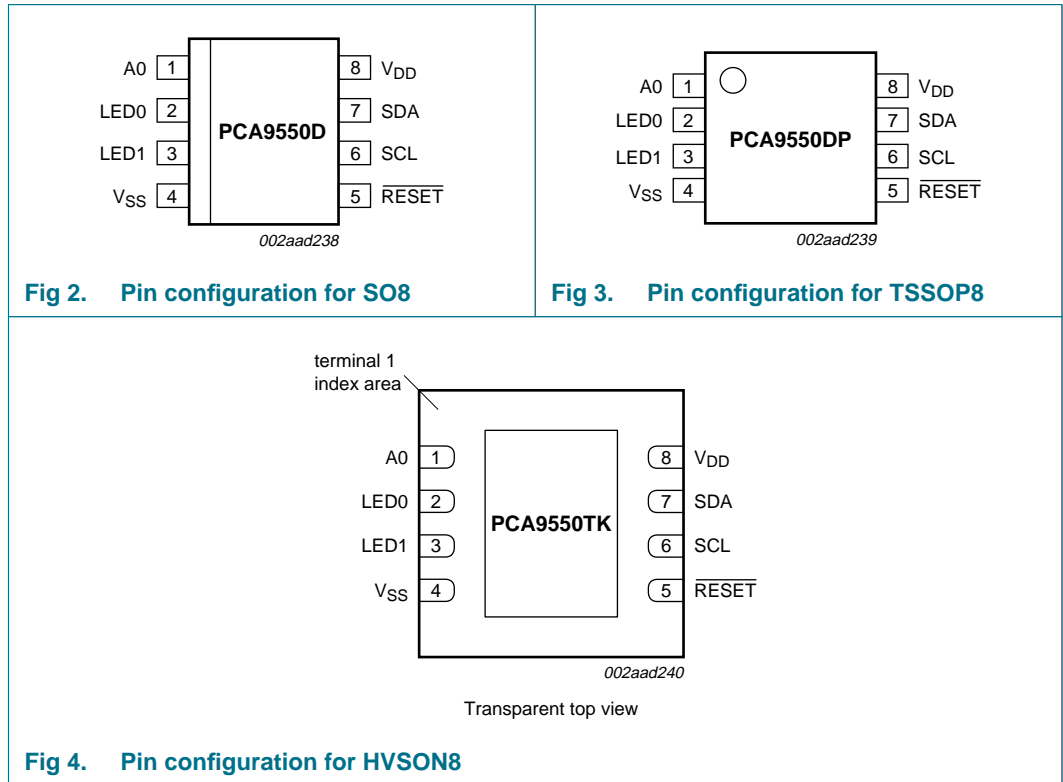 A0 1
LED0 2
LED1 3
VSS 4
PCA9550D
8 VDD
7 SDA
6 SCL
5 RESET
002aad238
Fig 2. Pin configuration for SO8
A0 1
LED0 2
LED1 3
VSS 4
PCA9550DP
8 VDD
7 SDA
6 SCL
5 RESET
002aad239
Fig 3. Pin configuration for TSSOP8
terminal 1
index area
A0 1
LED0 2
LED1 3
VSS 4
PCA9550TK
8 VDD
7 SDA
6 SCL
5 RESET
002aad240
Transparent top view
Fig 4. Pin configuration for HVSON8